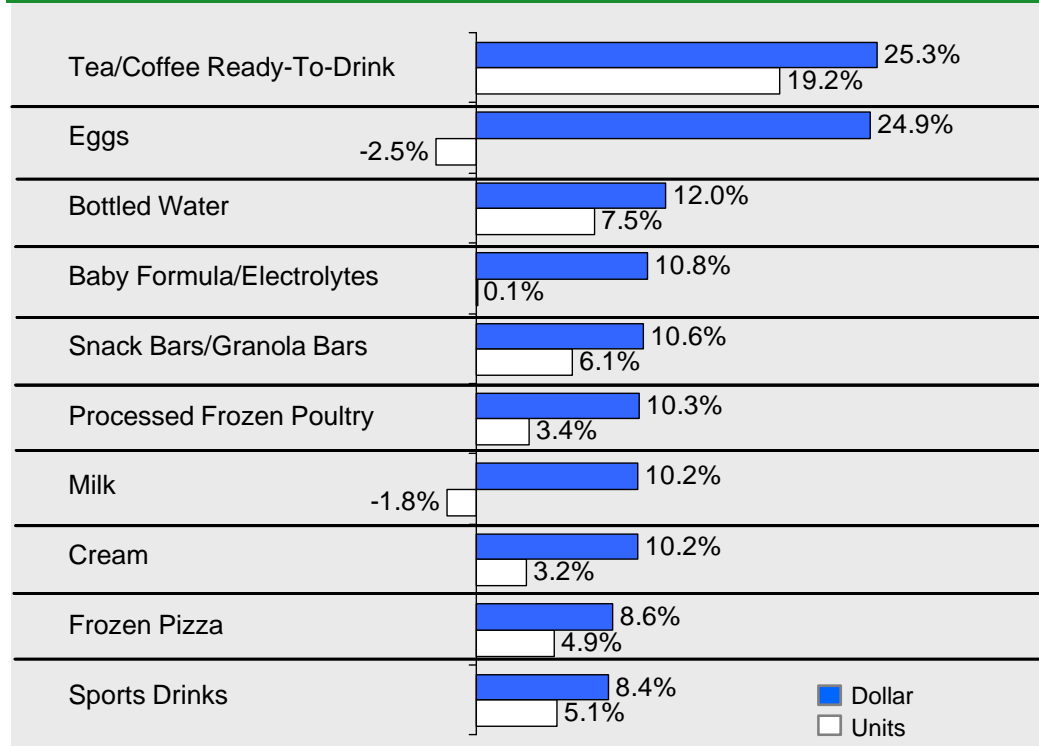 Tea/Coffee Ready-To-Drink
25.3%
19.2%
Eggs
24.9%
-2.5%
Bottled Water
12.0%
7.5%
Baby Formula/Electrolytes
10.8%
0.1%
Snack Bars/Granola Bars
10.6%
6.1%
Processed Frozen Poultry
10.3%
3.4%
Milk
10.2%
-1.8%
Cream
10.2%
3.2%
Frozen Pizza
8.6%
4.9%
Sports Drinks
8.4%
5.1%
Dollar
Units